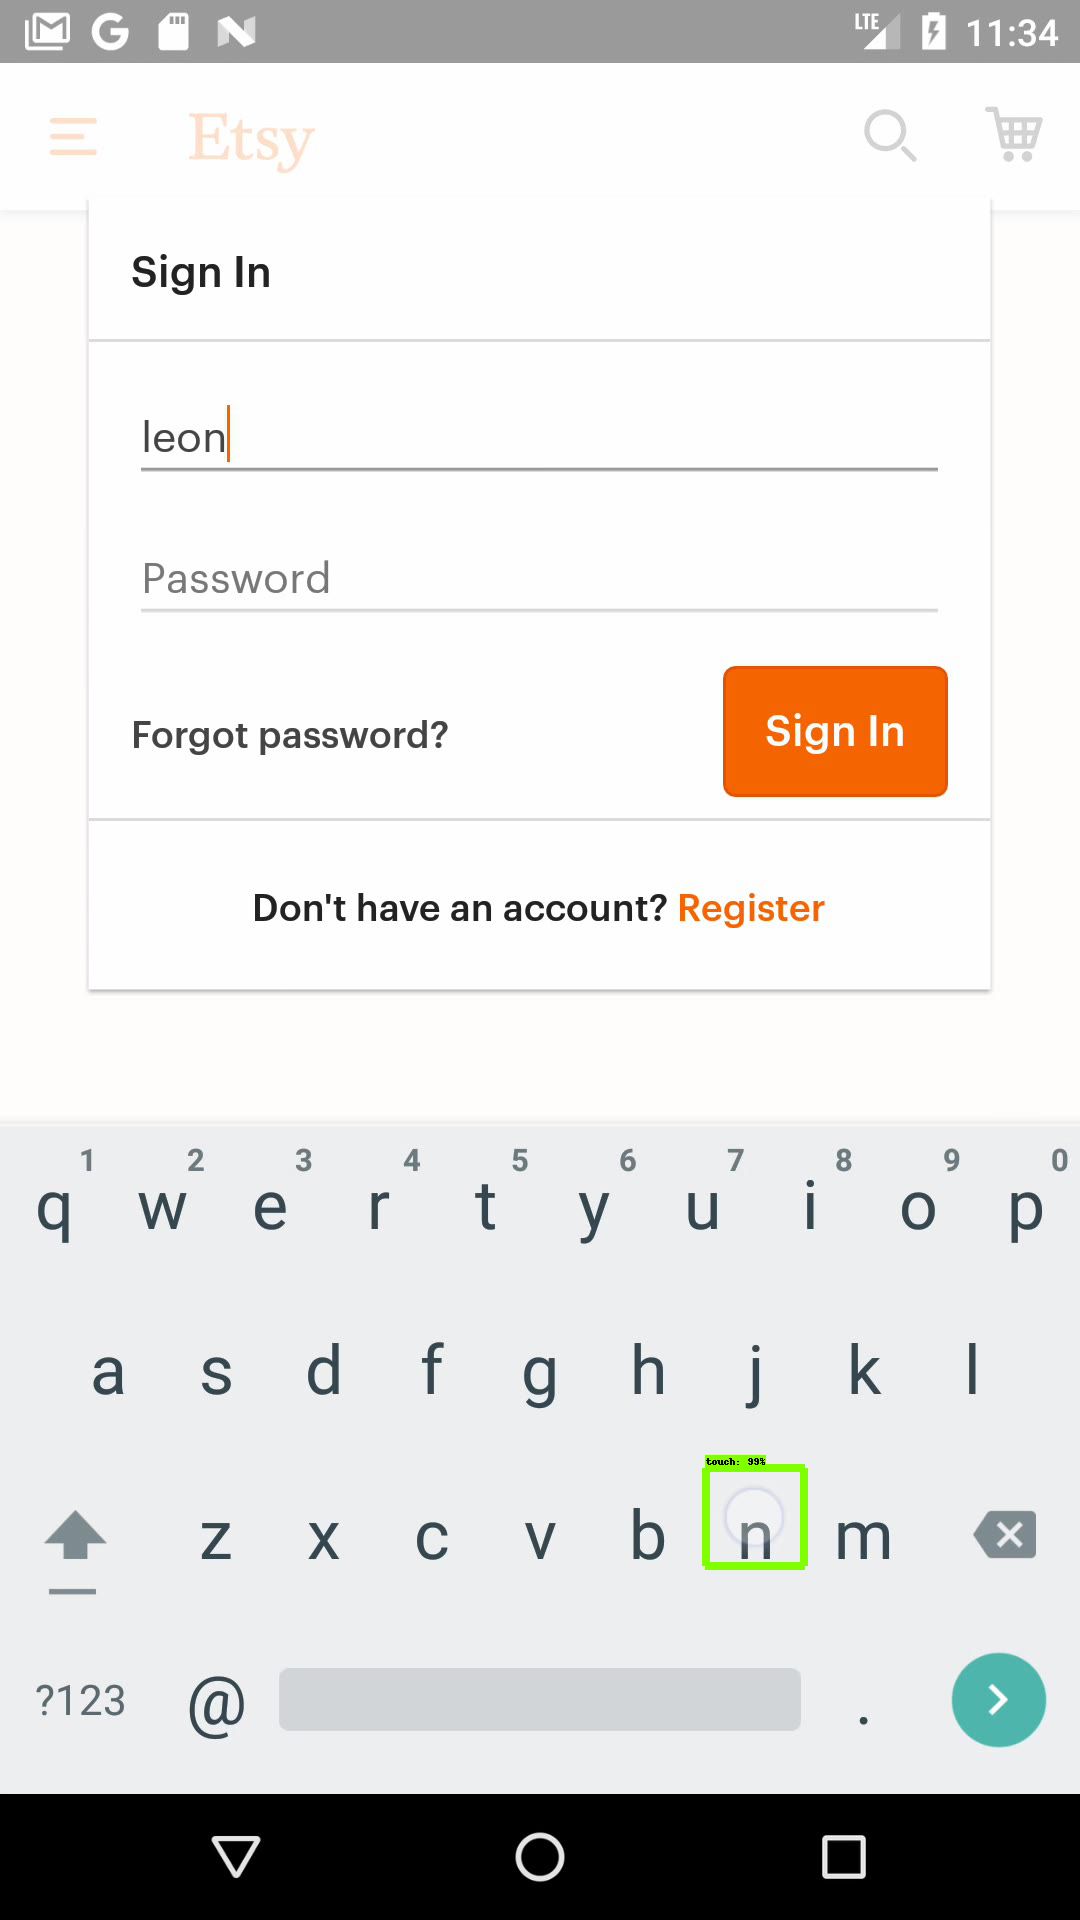 LTE 11:34
Etsy
Sign In
leon
Password
Forgot password? Sign In
Don't have an account? Register
1 2 3 4 5 6 7 8 9 0
q w e r t y u i o p
a s d f g h j k l
touch: 99%
z x c v b n m
?123 @ .